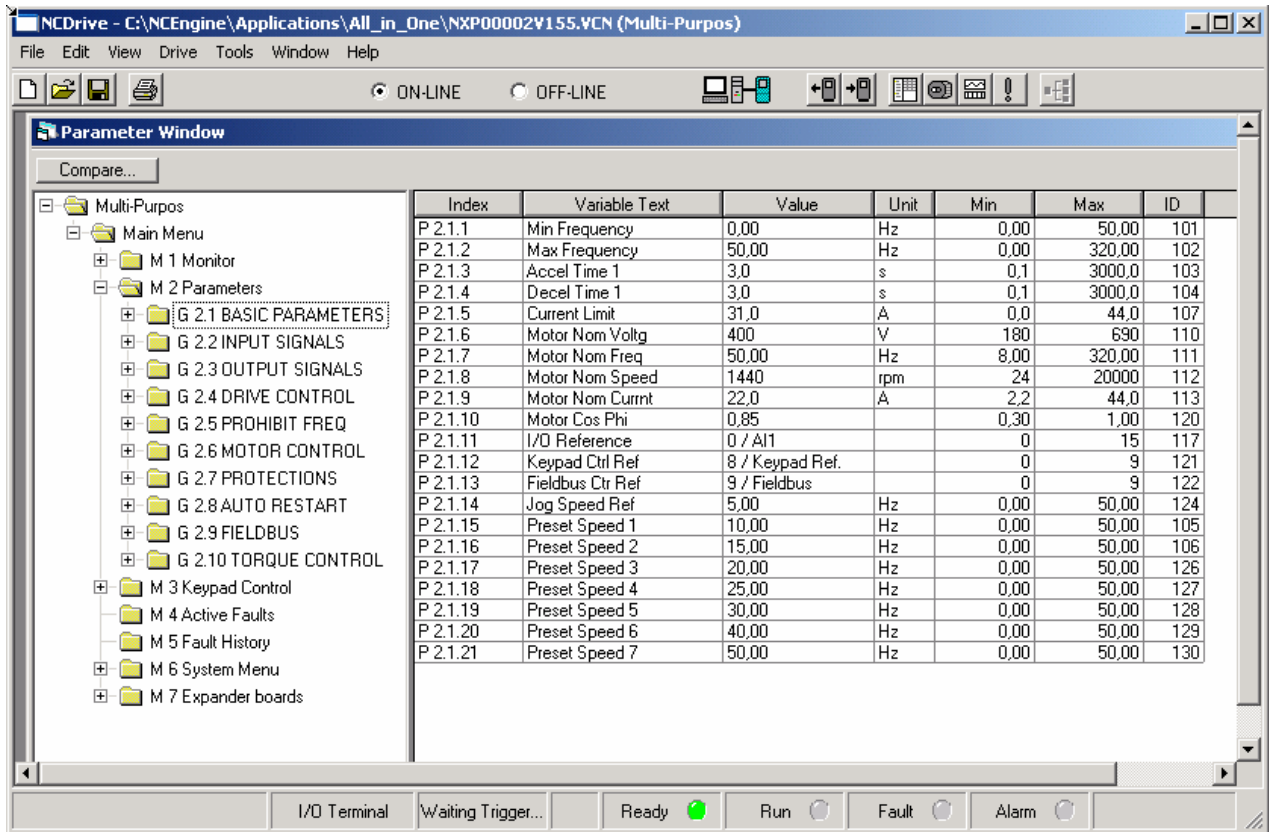 NCDrive - C:\NCEngine\Applications\All_in_One\NXP00002V155.VCN (Multi-Purpos)
File Edit View Drive Tools Window Help
ON-LINE OFF-LINE
Parameter Window
Compare...
Multi-Purpos
Main Menu
M 1 Monitor
M 2 Parameters
G 2.1 BASIC PARAMETERS
G 2.2 INPUT SIGNALS
G 2.3 OUTPUT SIGNALS
G 2.4 DRIVE CONTROL
G 2.5 PROHIBIT FREQ
G 2.6 MOTOR CONTROL
G 2.7 PROTECTIONS
G 2.8 AUTO RESTART
G 2.9 FIELDBUS
G 2.10 TORQUE CONTROL
M 3 Keypad Control
M 4 Active Faults
M 5 Fault History
M 6 System Menu
M 7 Expander boards
Index Variable Text Value Unit Min Max ID
P 2.1.1 Min Frequency 0,00 Hz 0,00 50,00 101
P 2.1.2 Max Frequency 50,00 Hz 0,00 320,00 102
P 2.1.3 Accel Time 1 3,0 s 0,1 3000,0 103
P 2.1.4 Decel Time 1 3,0 s 0,1 3000,0 104
P 2.1.5 Current Limit 31,0 A 0,0 44,0 107
P 2.1.6 Motor Nom Voltg 400 V 180 690 110
P 2.1.7 Motor Nom Freq 50,00 Hz 8,00 320,00 111
P 2.1.8 Motor Nom Speed 1440 rpm 24 20000 112
P 2.1.9 Motor Nom Currnt 22,0 A 2,2 44,0 113
P 2.1.10 Motor Cos Phi 0,85 0,30 1,00 120
P 2.1.11 I/O Reference 0 / AI1 0 15 117
P 2.1.12 Keypad Ctrl Ref 8 / Keypad Ref. 0 9 121
P 2.1.13 Fieldbus Ctr Ref 9 / Fieldbus 0 9 122
P 2.1.14 Jog Speed Ref 5,00 Hz 0,00 50,00 124
P 2.1.15 Preset Speed 1 10,00 Hz 0,00 50,00 105
P 2.1.16 Preset Speed 2 15,00 Hz 0,00 50,00 106
P 2.1.17 Preset Speed 3 20,00 Hz 0,00 50,00 126
P 2.1.18 Preset Speed 4 25,00 Hz 0,00 50,00 127
P 2.1.19 Preset Speed 5 30,00 Hz 0,00 50,00 128
P 2.1.20 Preset Speed 6 40,00 Hz 0,00 50,00 129
P 2.1.21 Preset Speed 7 50,00 Hz 0,00 50,00 130
I/O Terminal Waiting Trigger... Ready Run Fault Alarm